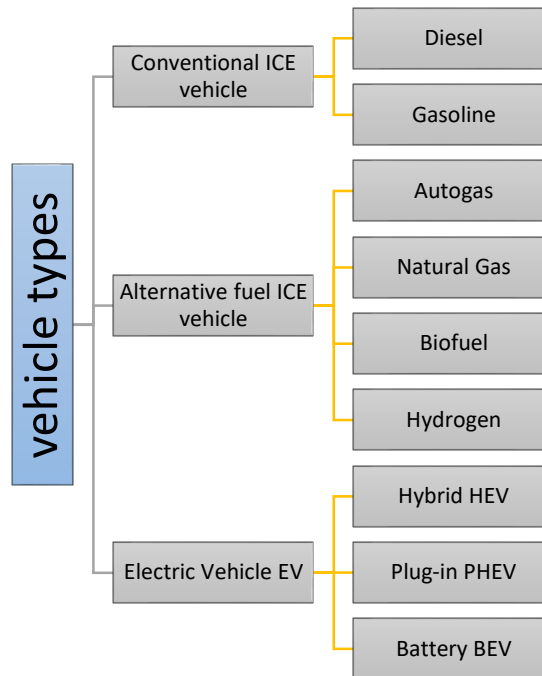 vehicle types
Conventional ICE
vehicle
Diesel
Gasoline
Alternative fuel ICE
vehicle
Autogas
Natural Gas
Biofuel
Hydrogen
Electric Vehicle EV
Hybrid HEV
Plug-in PHEV
Battery BEV